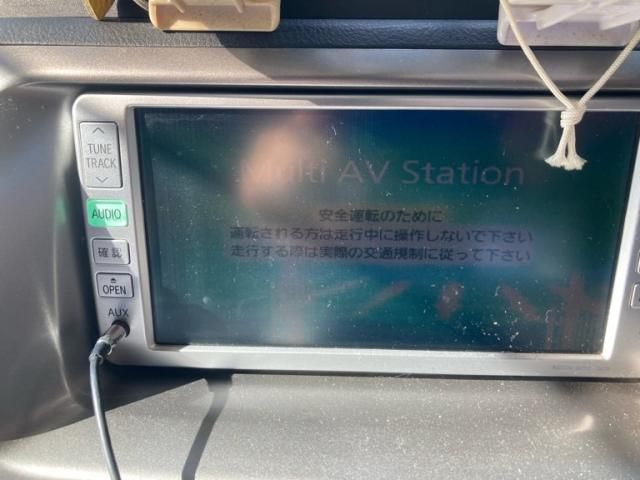 TUNE
TRACK
AUDIO
確認
OPEN
AUX
Multi AV Station
安全運転のために
運転される方は走行中に操作しないで下さい
走行する際は実際の交通規制に従って下さい